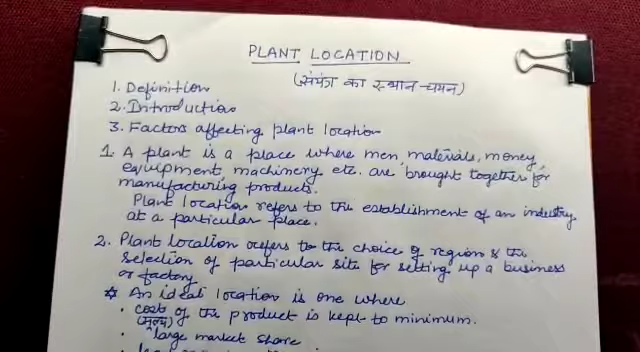 PLANT LOCATION
(संयंत्र का स्थान-चयन)
1. Definition
2. Introduction
3. Factors affecting plant location
1. A plant is a place where men, materials, money,
equipment, machinery etc. are brought together for
manufacturing products.
Plant location refers to the establishment of an industry
at a particular place.
2. Plant location refers to the choice of region & the
selection of particular site for setting up a business
or factory
☆ An ideal location is one where
• cost of the product is kept to minimum.
(मूल्य)
• large market share